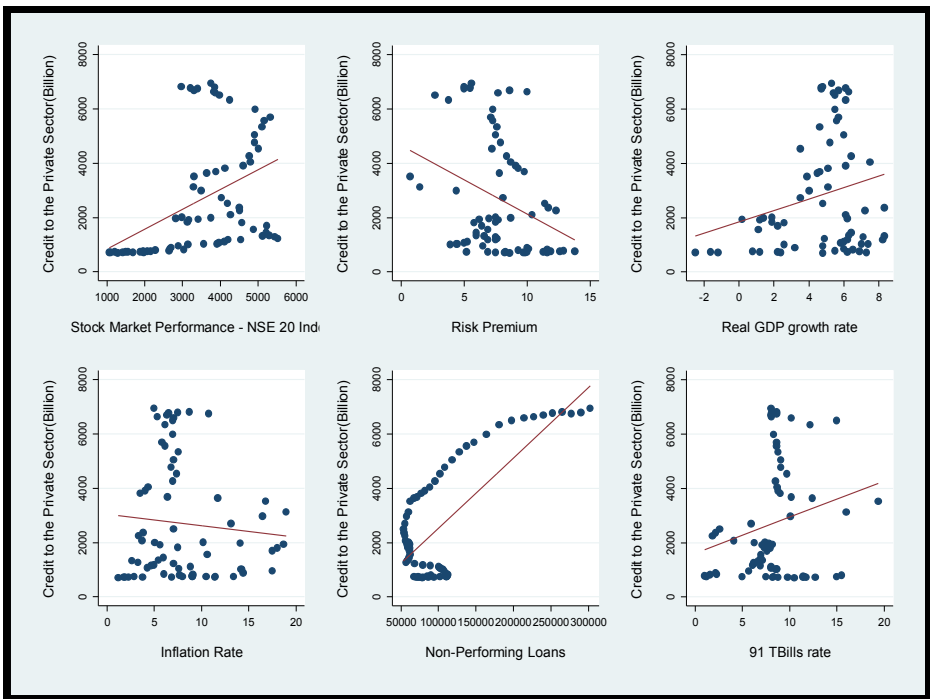 Credit to the Private Sector(Billion)
8000
6000
4000
2000
0
1000 2000 3000 4000 5000 6000
Stock Market Performance - NSE 20 Inde
Credit to the Private Sector(Billion)
8000
6000
4000
2000
0
0 5 10 15
Risk Premium
Credit to the Private Sector(Billion)
8000
6000
4000
2000
0
-2 0 2 4 6 8
Real GDP growth rate
Credit to the Private Sector(Billion)
8000
6000
4000
2000
0
0 5 10 15 20
Inflation Rate
Credit to the Private Sector(Billion)
8000
6000
4000
2000
0
50000 100000 150000 200000 250000 300000
Non-Performing Loans
Credit to the Private Sector(Billion)
8000
6000
4000
2000
0
0 5 10 15 20
91 TBills rate